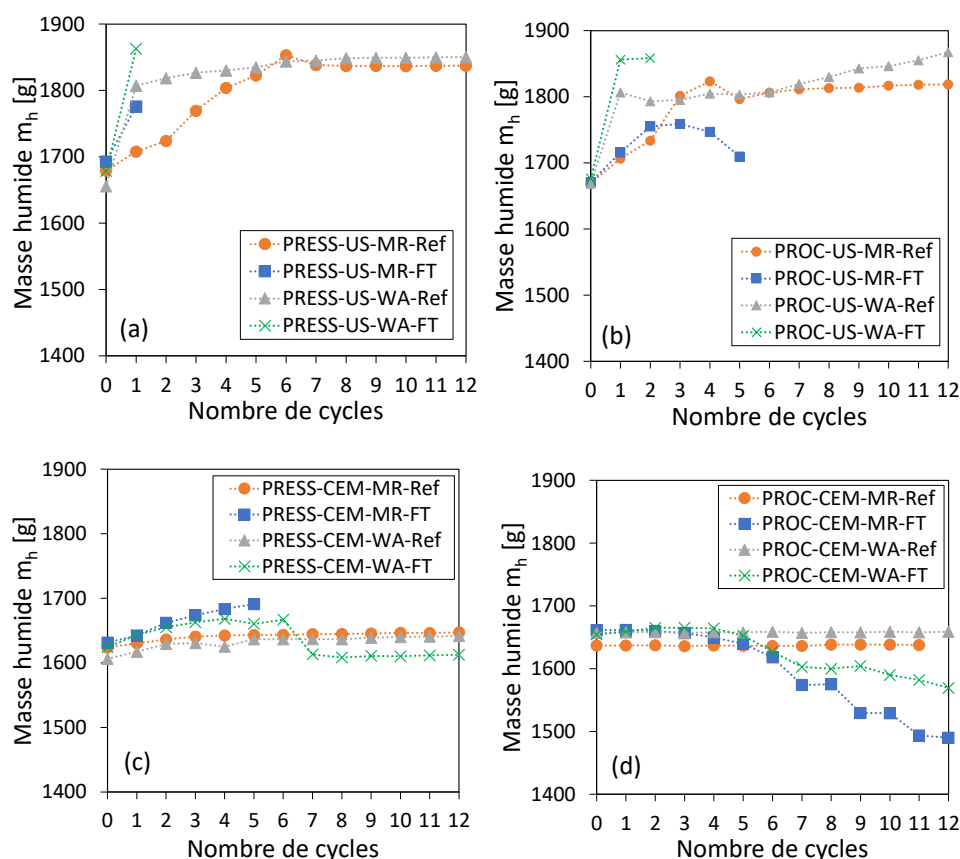 1900
1800
1700
1600
1500
1400
Masse humide m_h [g]
PRESS-US-MR-Ref
PRESS-US-MR-FT
PRESS-US-WA-Ref
PRESS-US-WA-FT
(a)
0 1 2 3 4 5 6 7 8 9 10 11 12
Nombre de cycles
1900
1800
1700
1600
1500
1400
Masse humide m_h [g]
PROC-US-MR-Ref
PROC-US-MR-FT
PROC-US-WA-Ref
PROC-US-WA-FT
(b)
0 1 2 3 4 5 6 7 8 9 10 11 12
Nombre de cycles
1900
1800
1700
1600
1500
1400
Masse humide m_h [g]
PRESS-CEM-MR-Ref
PRESS-CEM-MR-FT
PRESS-CEM-WA-Ref
PRESS-CEM-WA-FT
(c)
0 1 2 3 4 5 6 7 8 9 10 11 12
Nombre de cycles
1900
1800
1700
1600
1500
1400
Masse humide m_h [g]
PROC-CEM-MR-Ref
PROC-CEM-MR-FT
PROC-CEM-WA-Ref
PROC-CEM-WA-FT
(d)
0 1 2 3 4 5 6 7 8 9 10 11 12
Nombre de cycles